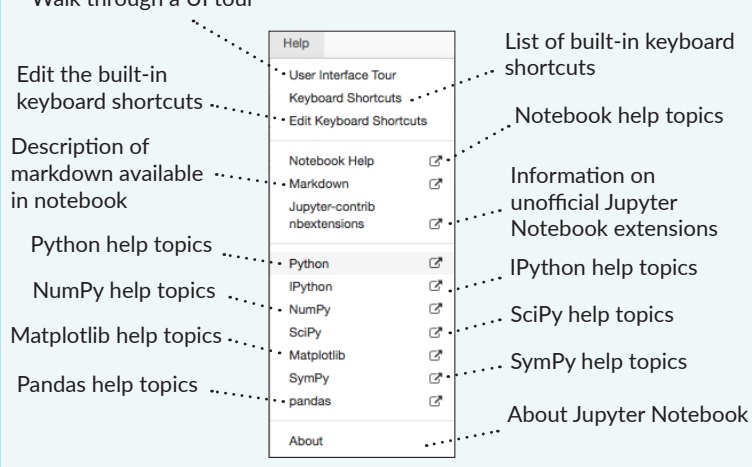 Walk through a UI tour
Help
User Interface Tour
Keyboard Shortcuts
Edit Keyboard Shortcuts
Notebook Help
Markdown
Jupyter-contrib
nbextensions
Python
IPython
NumPy
SciPy
Matplotlib
SymPy
pandas
About
Edit the built-in
keyboard shortcuts
Description of
markdown available
in notebook
Python help topics
NumPy help topics
Matplotlib help topics
Pandas help topics
List of built-in keyboard
shortcuts
Notebook help topics
Information on
unofficial Jupyter
Notebook extensions
IPython help topics
SciPy help topics
SymPy help topics
About Jupyter Notebook